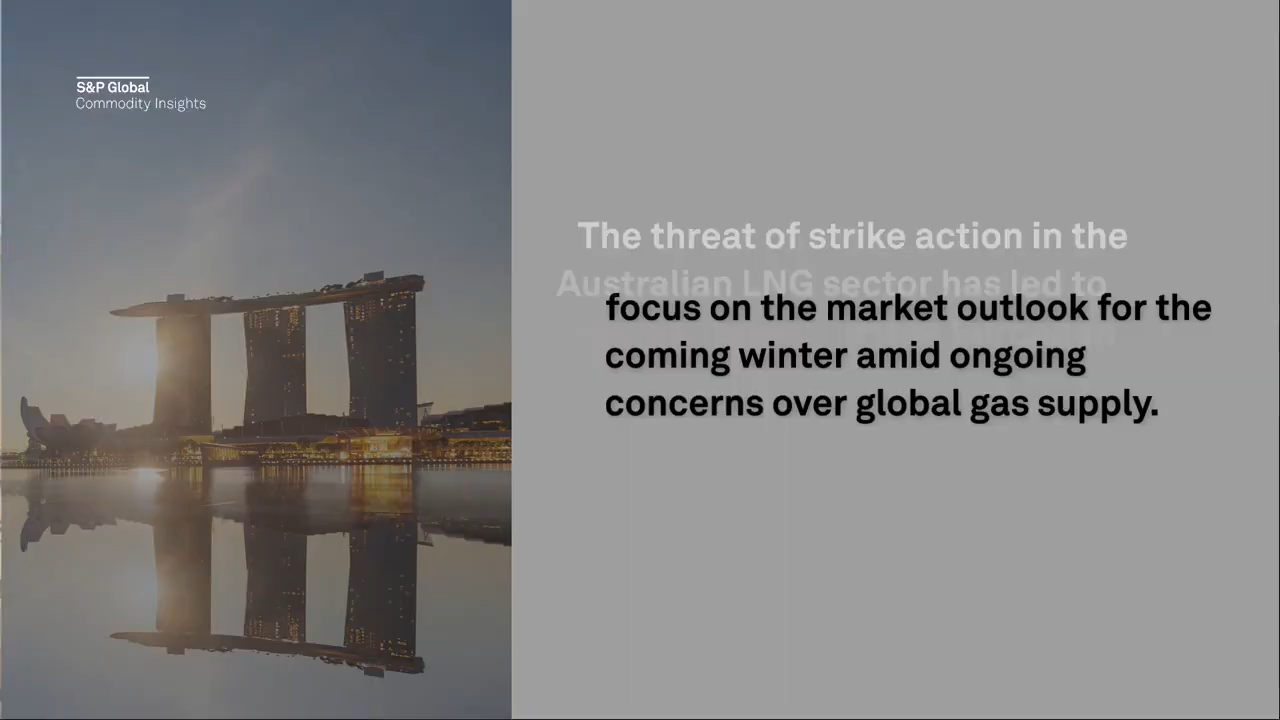 S&P Global
Commodity Insights
The threat of strike action in the
Australian LNG sector has led to
focus on the market outlook for the
coming winter amid ongoing
concerns over global gas supply.